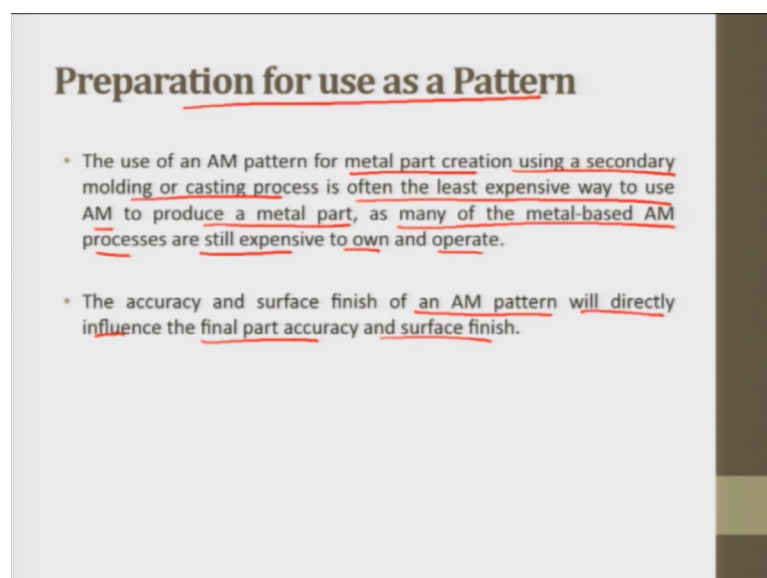 Preparation for use as a Pattern
• The use of an AM pattern for metal part creation using a secondary
molding or casting process is often the least expensive way to use
AM to produce a metal part, as many of the metal-based AM
processes are still expensive to own and operate.
• The accuracy and surface finish of an AM pattern will directly
influence the final part accuracy and surface finish.